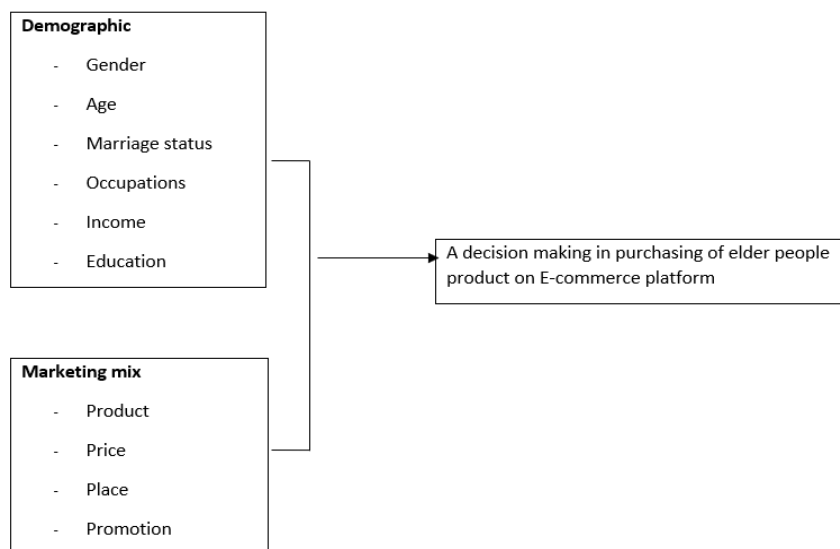 Demographic
- Gender
- Age
- Marriage status
- Occupations
- Income
- Education
A decision making in purchasing of elder people
product on E-commerce platform
Marketing mix
- Product
- Price
- Place
- Promotion